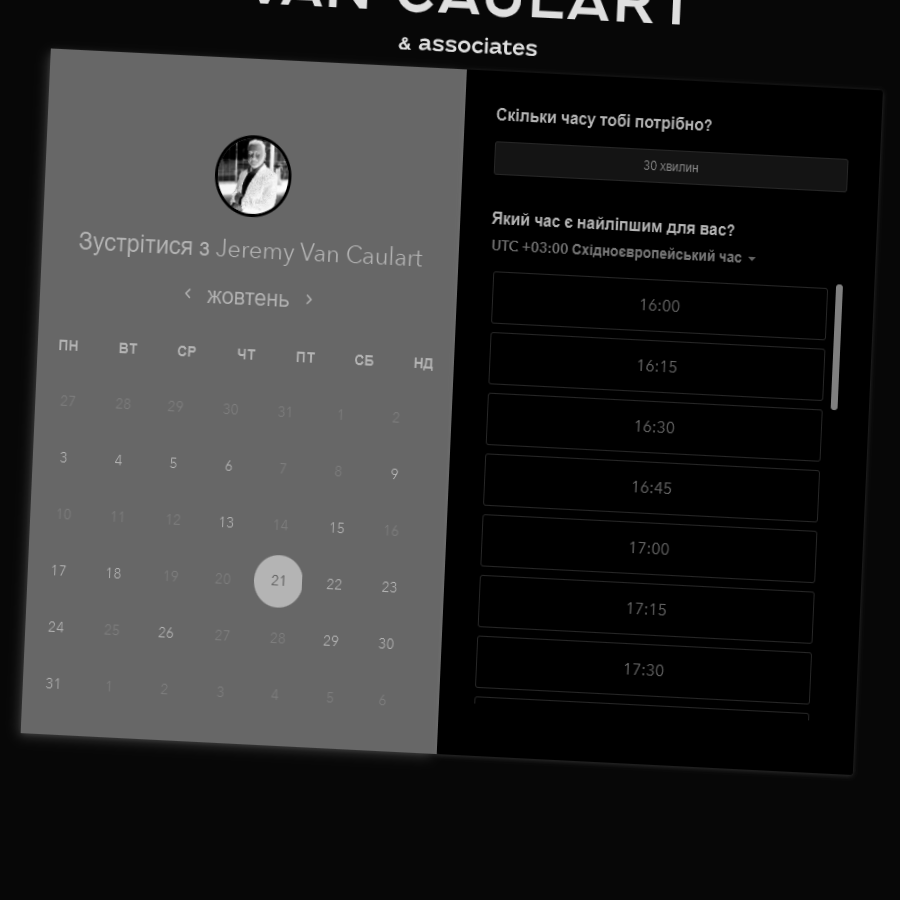 VAN CAULART
& associates
Зустрітися з Jeremy Van Caulart
жовтень
ПН ВТ СР ЧТ ПТ СБ НД
27 28 29 30 31 1 2
3 4 5 6 7 8 9
10 11 12 13 14 15 16
17 18 19 20 21 22 23
24 25 26 27 28 29 30
31 1 2 3 4 5 6
Скільки часу тобі потрібно?
30 хвилин
Який час є найліпшим для вас?
UTC +03:00 Східноєвропейський час
16:00
16:15
16:30
16:45
17:00
17:15
17:30